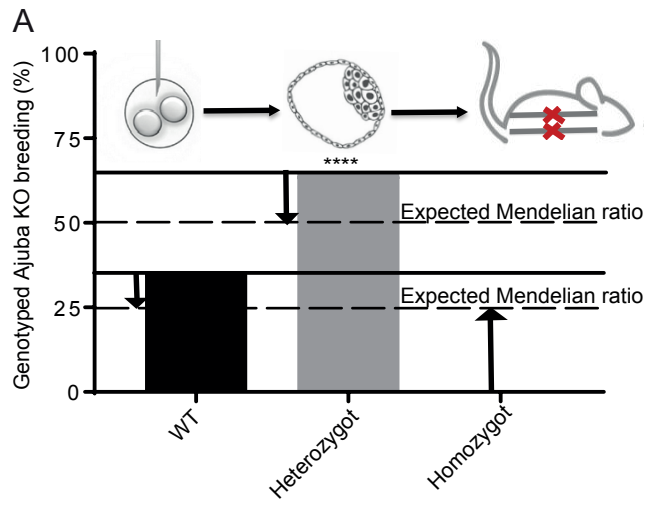 A
Genotyped Ajuba KO breeding (%)
100
75
50
25
0
****
Expected Mendelian ratio
Expected Mendelian ratio
WT
Heterozygot
Homozygot